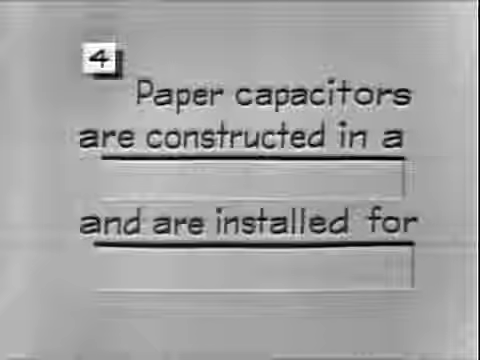 4
Paper capacitors
are constructed in a
and are installed for